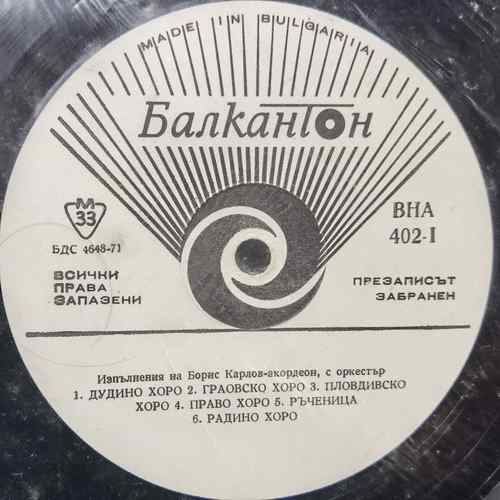 MADE IN BULGARIA
Балкантон
М
33
БДС 4648-71
ВНА
402-I
ВСИЧКИ
ПРАВА
ЗАПАЗЕНИ
ПРЕЗАПИСЪТ
ЗАБРАНЕН
Изпълнения на Борис Карлов-акордеон, с оркестър
1. ДУДИНО ХОРО 2. ГРАОВСКО ХОРО 3. ПЛОВДИВСКО
ХОРО 4. ПРАВО ХОРО 5. РЪЧЕНИЦА
6. РАДИНО ХОРО